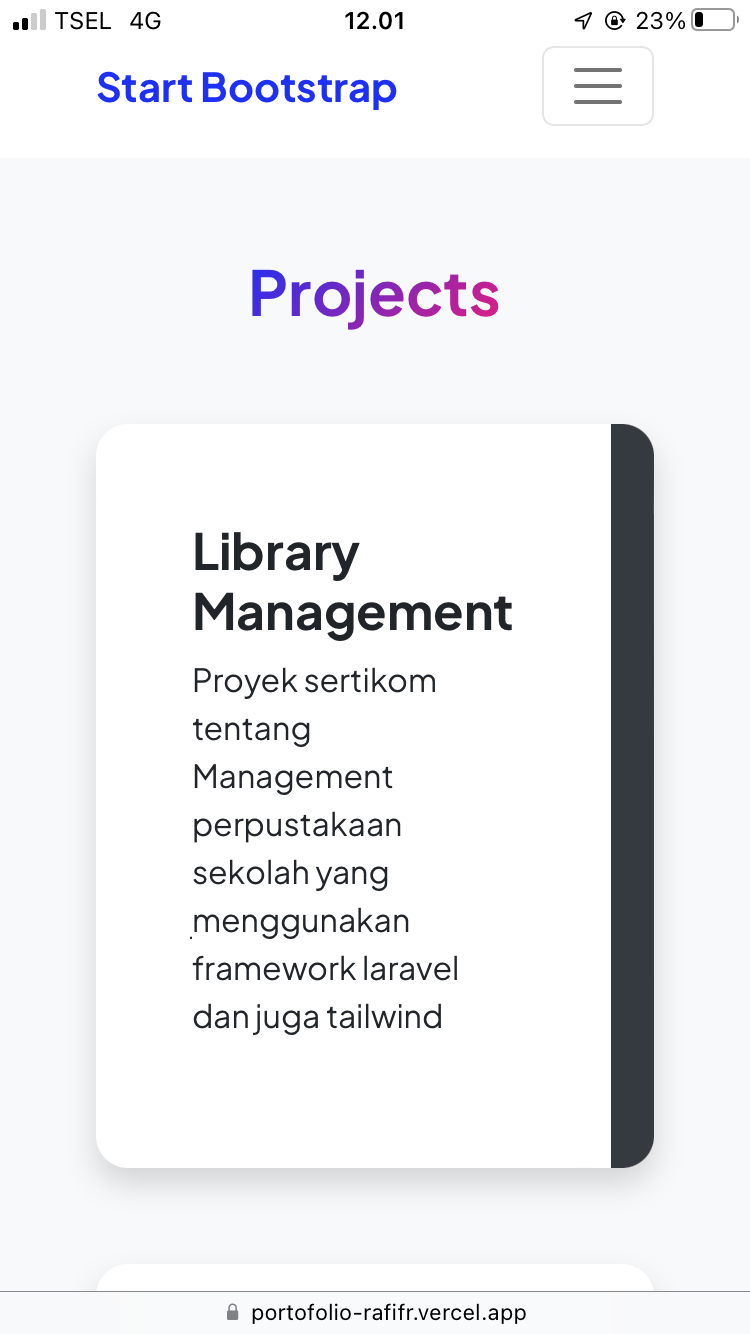 TSEL 4G 12.01 23%
Start Bootstrap
Projects
Library
Management
Proyek sertikom
tentang
Management
perpustakaan
sekolah yang
menggunakan
framework laravel
dan juga tailwind
portofolio-rafifr.vercel.app